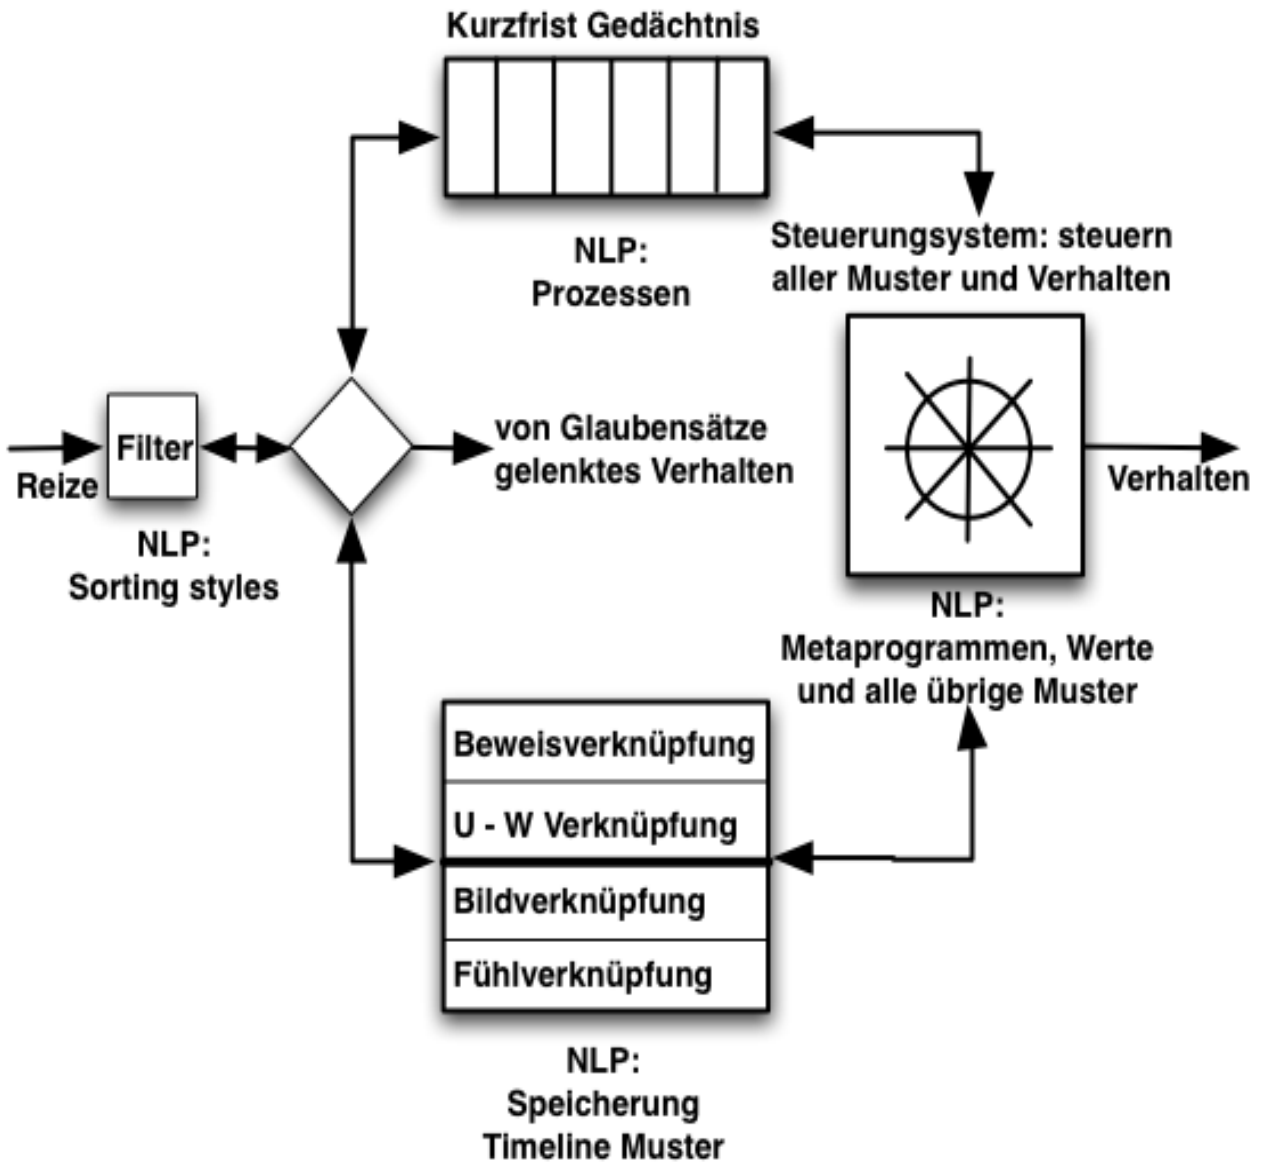 Kurzfrist Gedächtnis
NLP:
Prozessen
Steuerungsystem: steuern
aller Muster und Verhalten
Filter
Reize
NLP:
Sorting styles
von Glaubensätze
gelenktes Verhalten
Verhalten
NLP:
Metaprogrammen, Werte
und alle übrige Muster
Beweisverknüpfung
U - W Verknüpfung
Bildverknüpfung
Fühlverknüpfung
NLP:
Speicherung
Timeline Muster